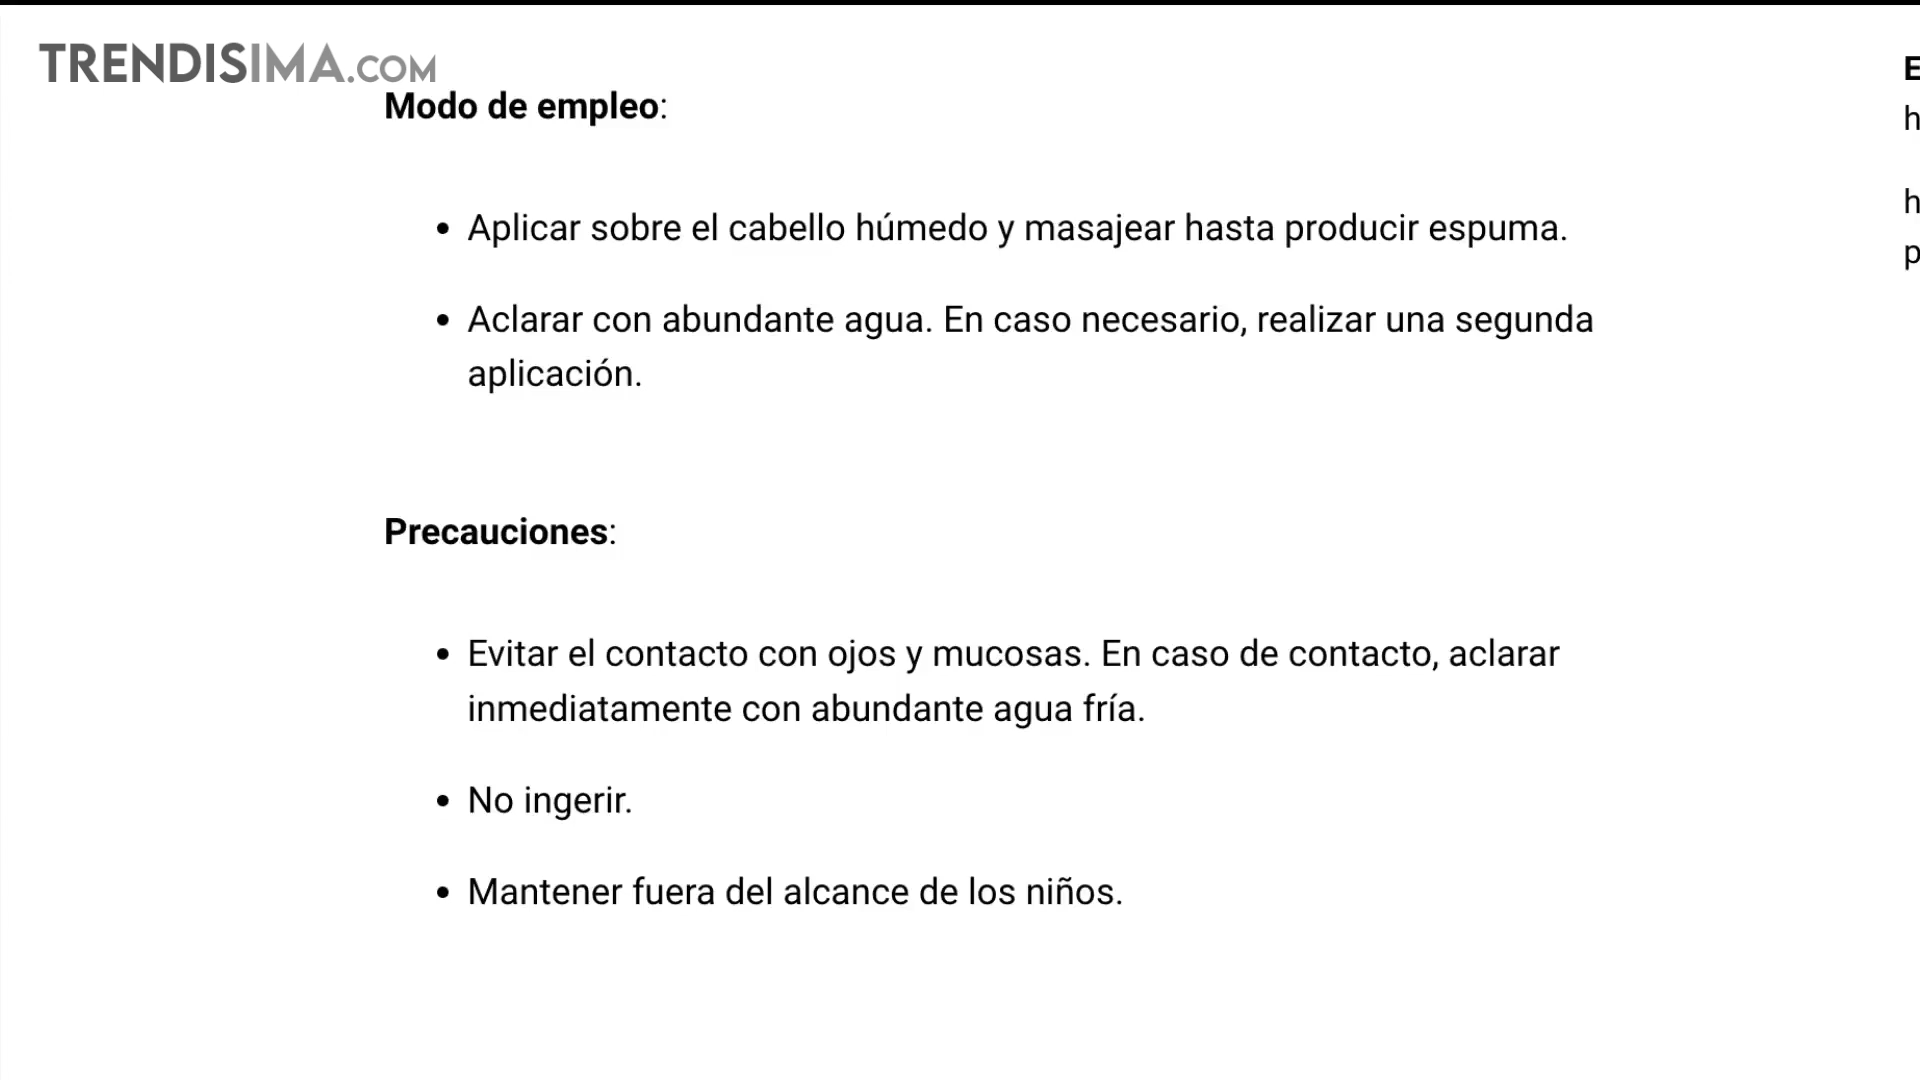 TRENDISIMA.COM
Modo de empleo:
• Aplicar sobre el cabello húmedo y masajear hasta producir espuma.
• Aclarar con abundante agua. En caso necesario, realizar una segunda
aplicación.
Precauciones:
• Evitar el contacto con ojos y mucosas. En caso de contacto, aclarar
inmediatamente con abundante agua fría.
• No ingerir.
• Mantener fuera del alcance de los niños.